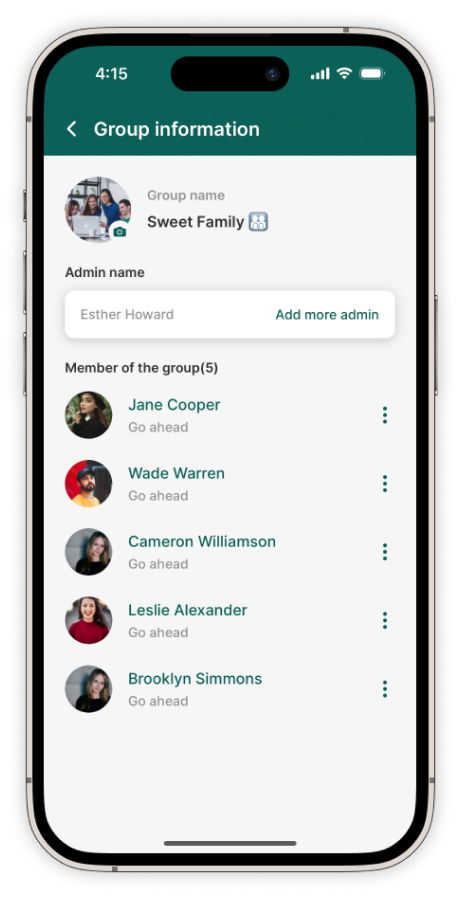 4:15
Group information
Group name
Sweet Family
Admin name
Esther Howard
Add more admin
Member of the group(5)
Jane Cooper
Go ahead
Wade Warren
Go ahead
Cameron Williamson
Go ahead
Leslie Alexander
Go ahead
Brooklyn Simmons
Go ahead